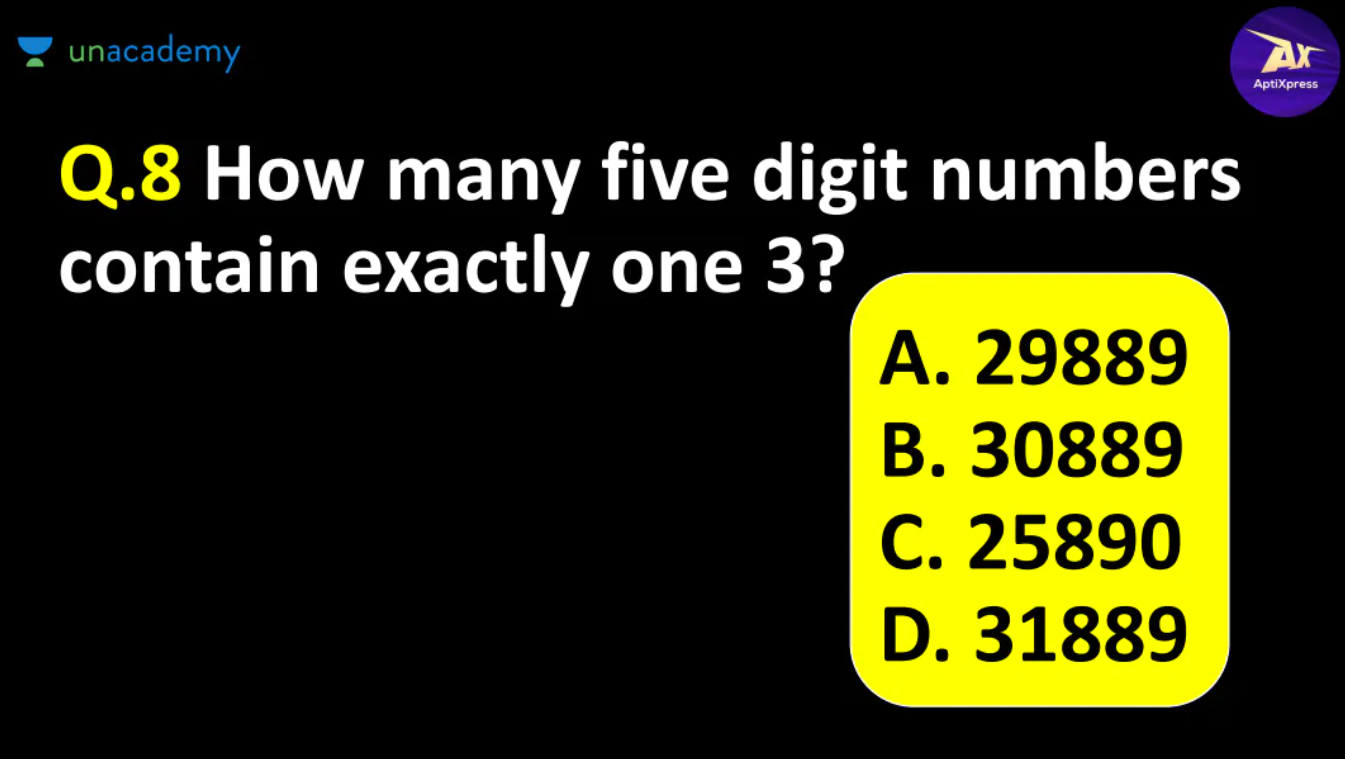 unacademy
AX
AptiXpress
Q.8 How many five digit numbers
contain exactly one 3?
A. 29889
B. 30889
C. 25890
D. 31889